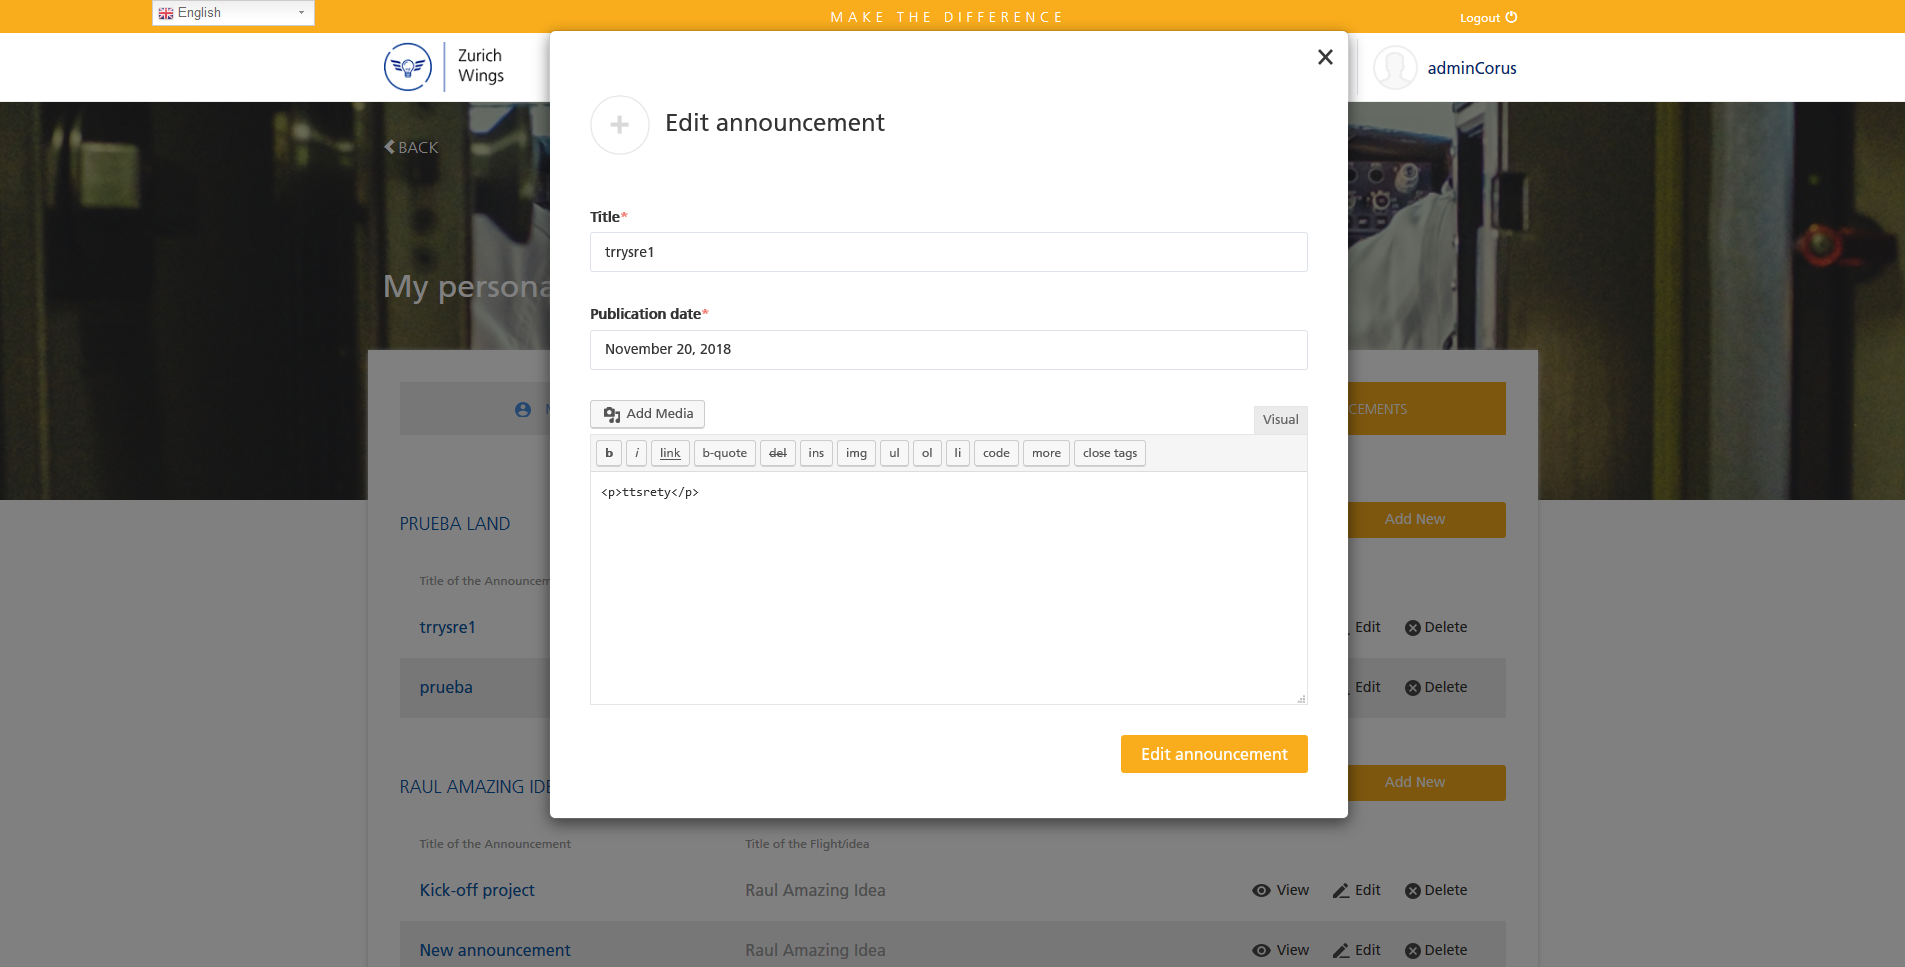 English
MAKE THE DIFFERENCE
Logout
Zurich
Wings
adminCorus
BACK
My persona
Edit announcement
Title*
trrysre1
Publication date*
November 20, 2018
CEMENTS
Add Media
Visual
b i link b-quote del ins img ul ol li code more close tags
<p>ttsrety</p>
Edit announcement
PRUEBA LAND
Add New
Title of the Announcem
trrysre1
Edit Delete
prueba
Edit Delete
RAUL AMAZING IDE
Add New
Title of the Announcement Title of the Flight/idea
Kick-off project Raul Amazing Idea View Edit Delete
New announcement Raul Amazing Idea View Edit Delete